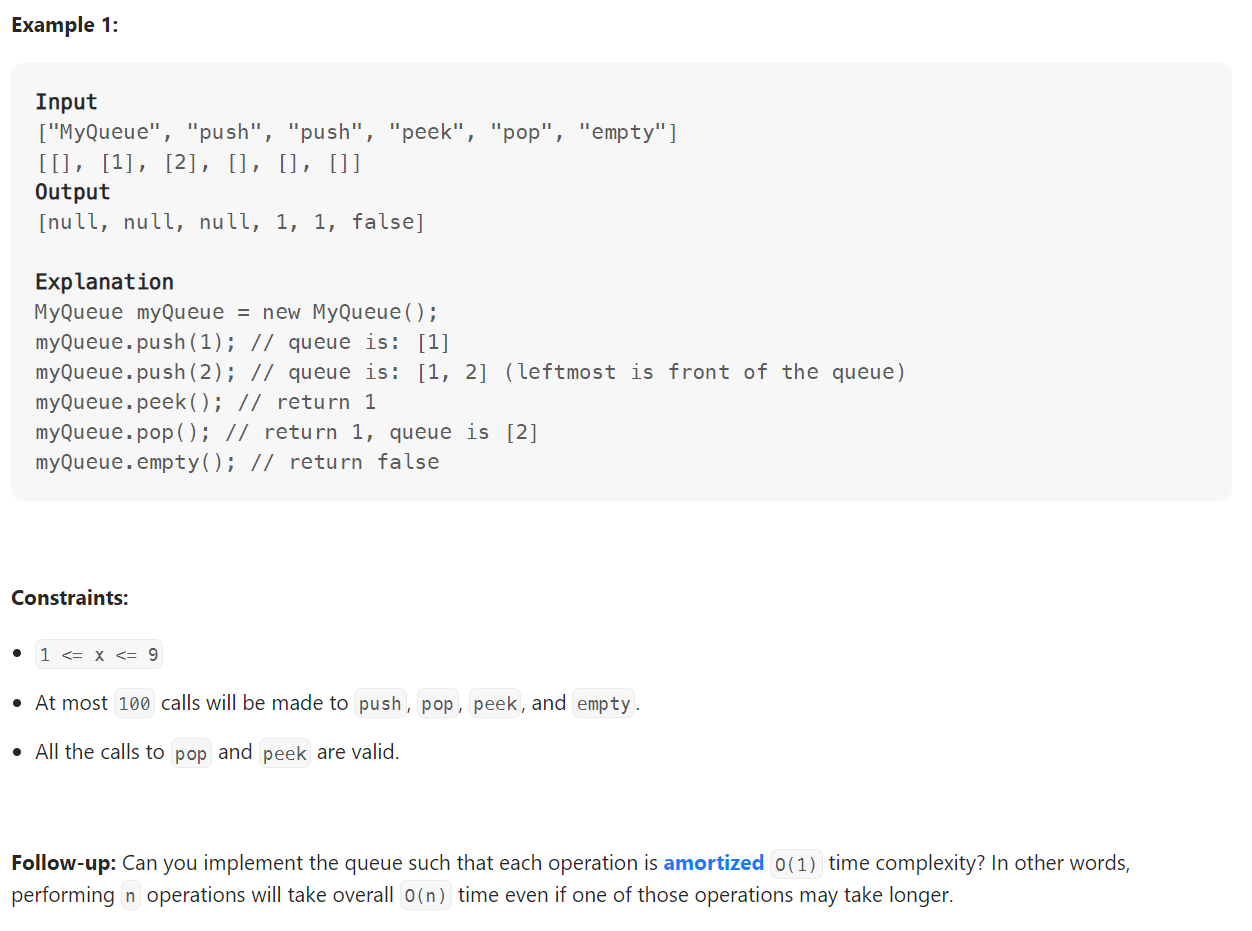 Example 1:
Input
["MyQueue", "push", "push", "peek", "pop", "empty"]
[[], [1], [2], [], [], []]
Output
[null, null, null, 1, 1, false]
Explanation
MyQueue myQueue = new MyQueue();
myQueue.push(1); // queue is: [1]
myQueue.push(2); // queue is: [1, 2] (leftmost is front of the queue)
myQueue.peek(); // return 1
myQueue.pop(); // return 1, queue is [2]
myQueue.empty(); // return false
Constraints:
• 1 <= x <= 9
• At most 100 calls will be made to push, pop, peek, and empty.
• All the calls to pop and peek are valid.
Follow-up: Can you implement the queue such that each operation is amortized O(1) time complexity? In other words,
performing n operations will take overall O(n) time even if one of those operations may take longer.